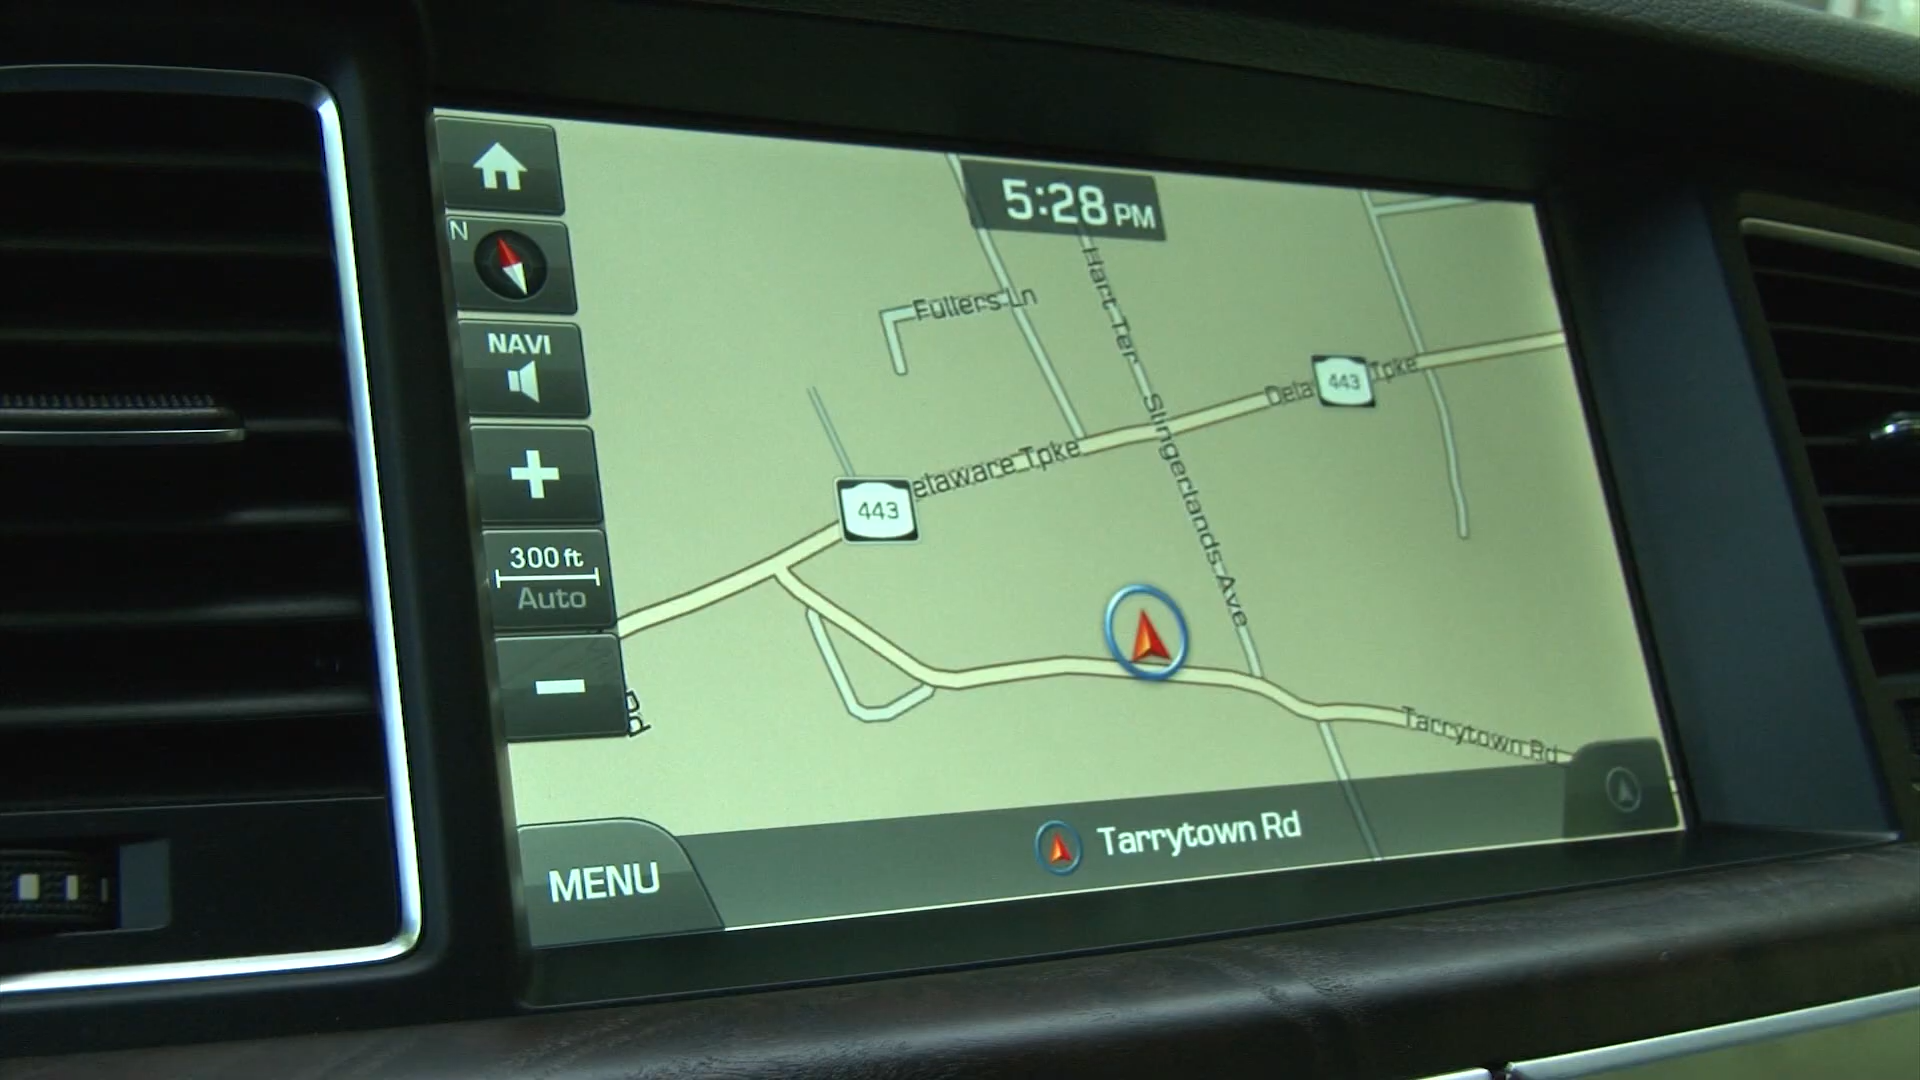 5:28 PM
N
NAVI
300 ft
Auto
MENU
Fullers Ln
Hart Ter
Dela
443
Tpke
443
elaware Tpke
Slingerlands Ave
Rd
Tarrytown Rd
Tarrytown Rd